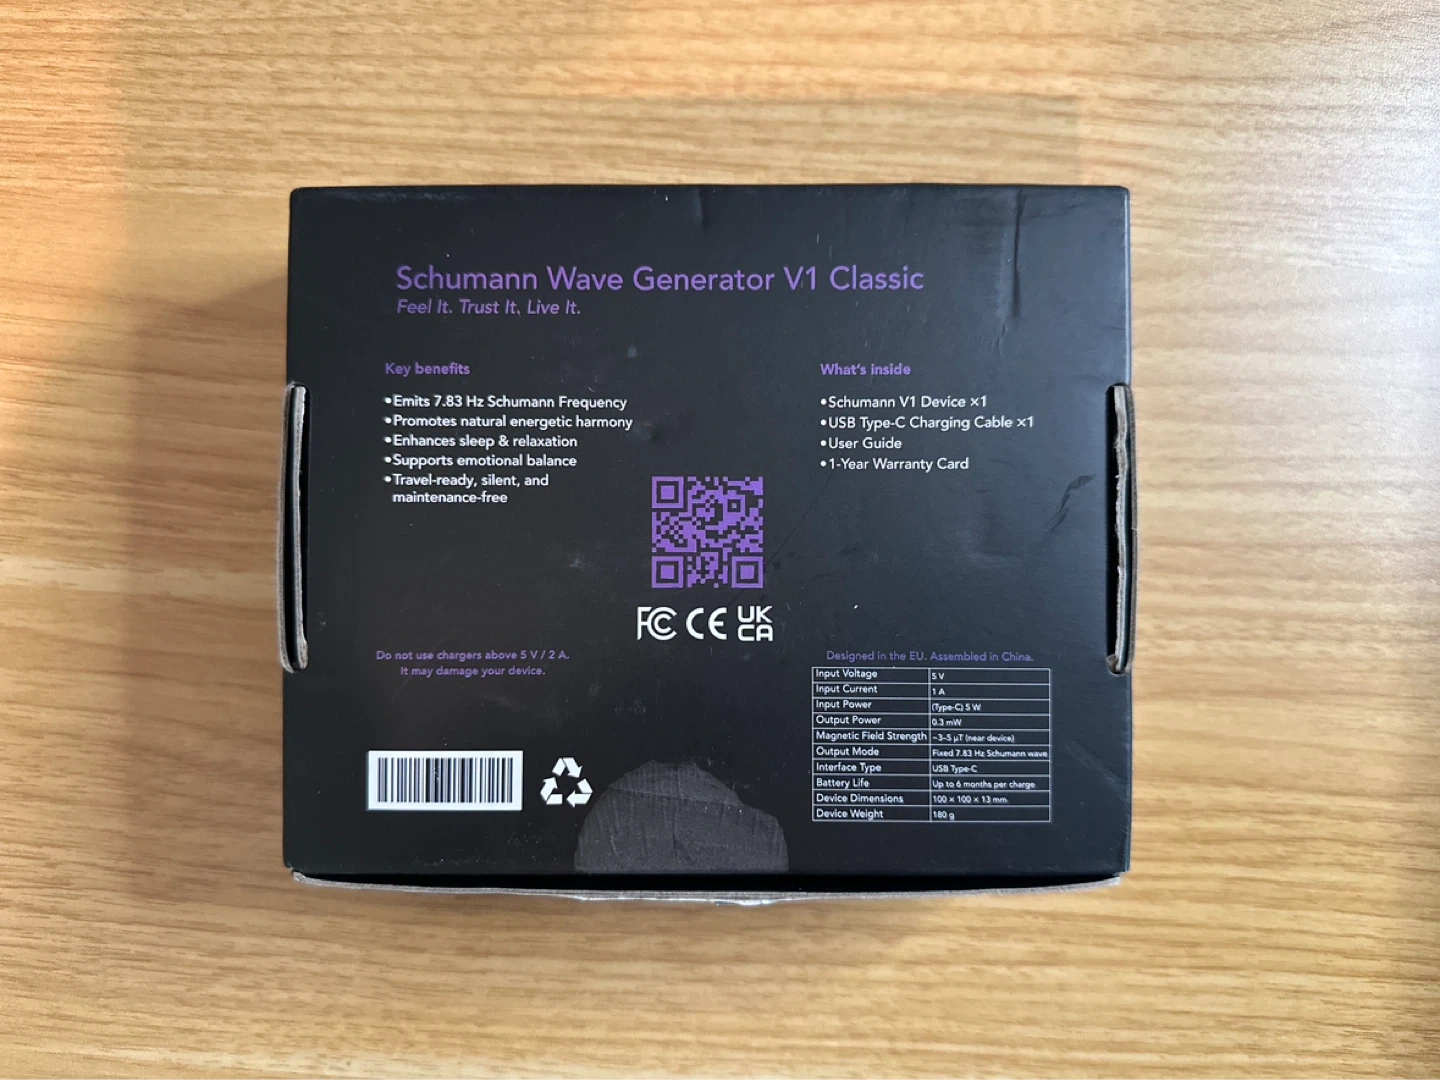 Schumann Wave Generator V1 Classic
Feel It. Trust It. Live It.
Key benefits
•Emits 7.83 Hz Schumann Frequency
•Promotes natural energetic harmony
•Enhances sleep & relaxation
•Supports emotional balance
•Travel-ready, silent, and
maintenance-free
What's inside
•Schumann V1 Device ×1
•USB Type-C Charging Cable ×1
•User Guide
•1-Year Warranty Card
FC CE UK
CA
Do not use chargers above 5 V / 2 A.
It may damage your device.
Designed in the EU. Assembled in China.
Input Voltage 5 V
Input Current 1 A
Input Power (Type-C) 5 W
Output Power 0.3 mW
Magnetic Field Strength ~3–5 µT (near device)
Output Mode Fixed 7.83 Hz Schumann wave
Interface Type USB Type-C
Battery Life Up to 6 months per charge
Device Dimensions 100 × 100 × 13 mm
Device Weight 180 g